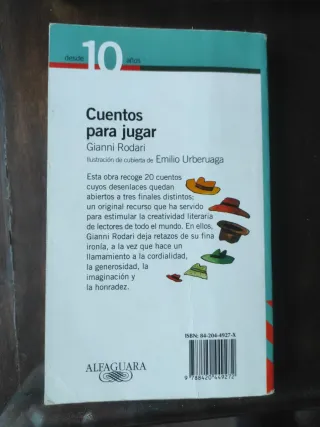 desde 10 años
Cuentos
para jugar
Gianni Rodari
Ilustración de cubierta de Emilio Urberuaga
Esta obra recoge 20 cuentos
cuyos desenlaces quedan
abiertos a tres finales distintos;
un original recurso que ha servido
para estimular la creatividad literaria
de lectores de todo el mundo. En ellos,
Gianni Rodari deja retazos de su fina
ironía, a la vez que hace un
llamamiento a la cordialidad,
la generosidad, la
imaginación y
la honradez.
ISBN: 84-204-4927-X
9 788420 449272
ALFAGUARA